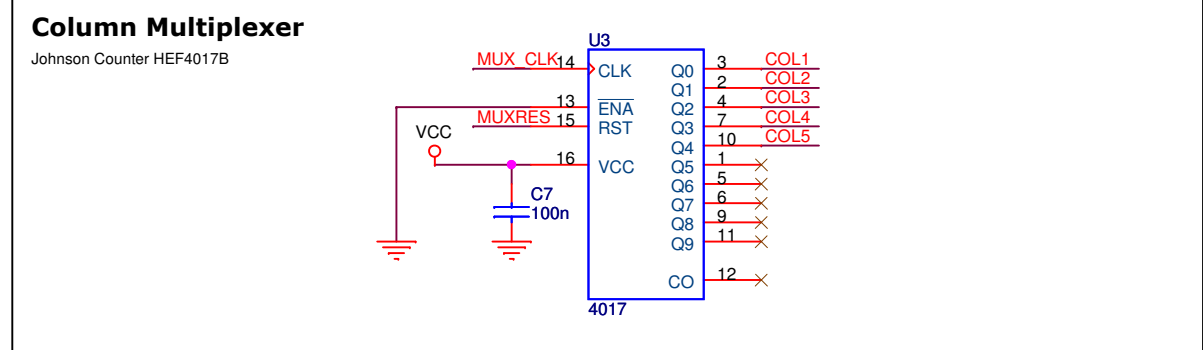 Column Multiplexer
Johnson Counter HEF4017B
U3
MUX_CLK 14 CLK Q0 3 COL1
Q1 2 COL2
13 ENA Q2 4 COL3
MUXRES 15 RST Q3 7 COL4
VCC
Q4 10 COL5
16 VCC Q5 1
Q6 5
C7
100n
Q7 6
Q8 9
Q9 11
CO 12
4017